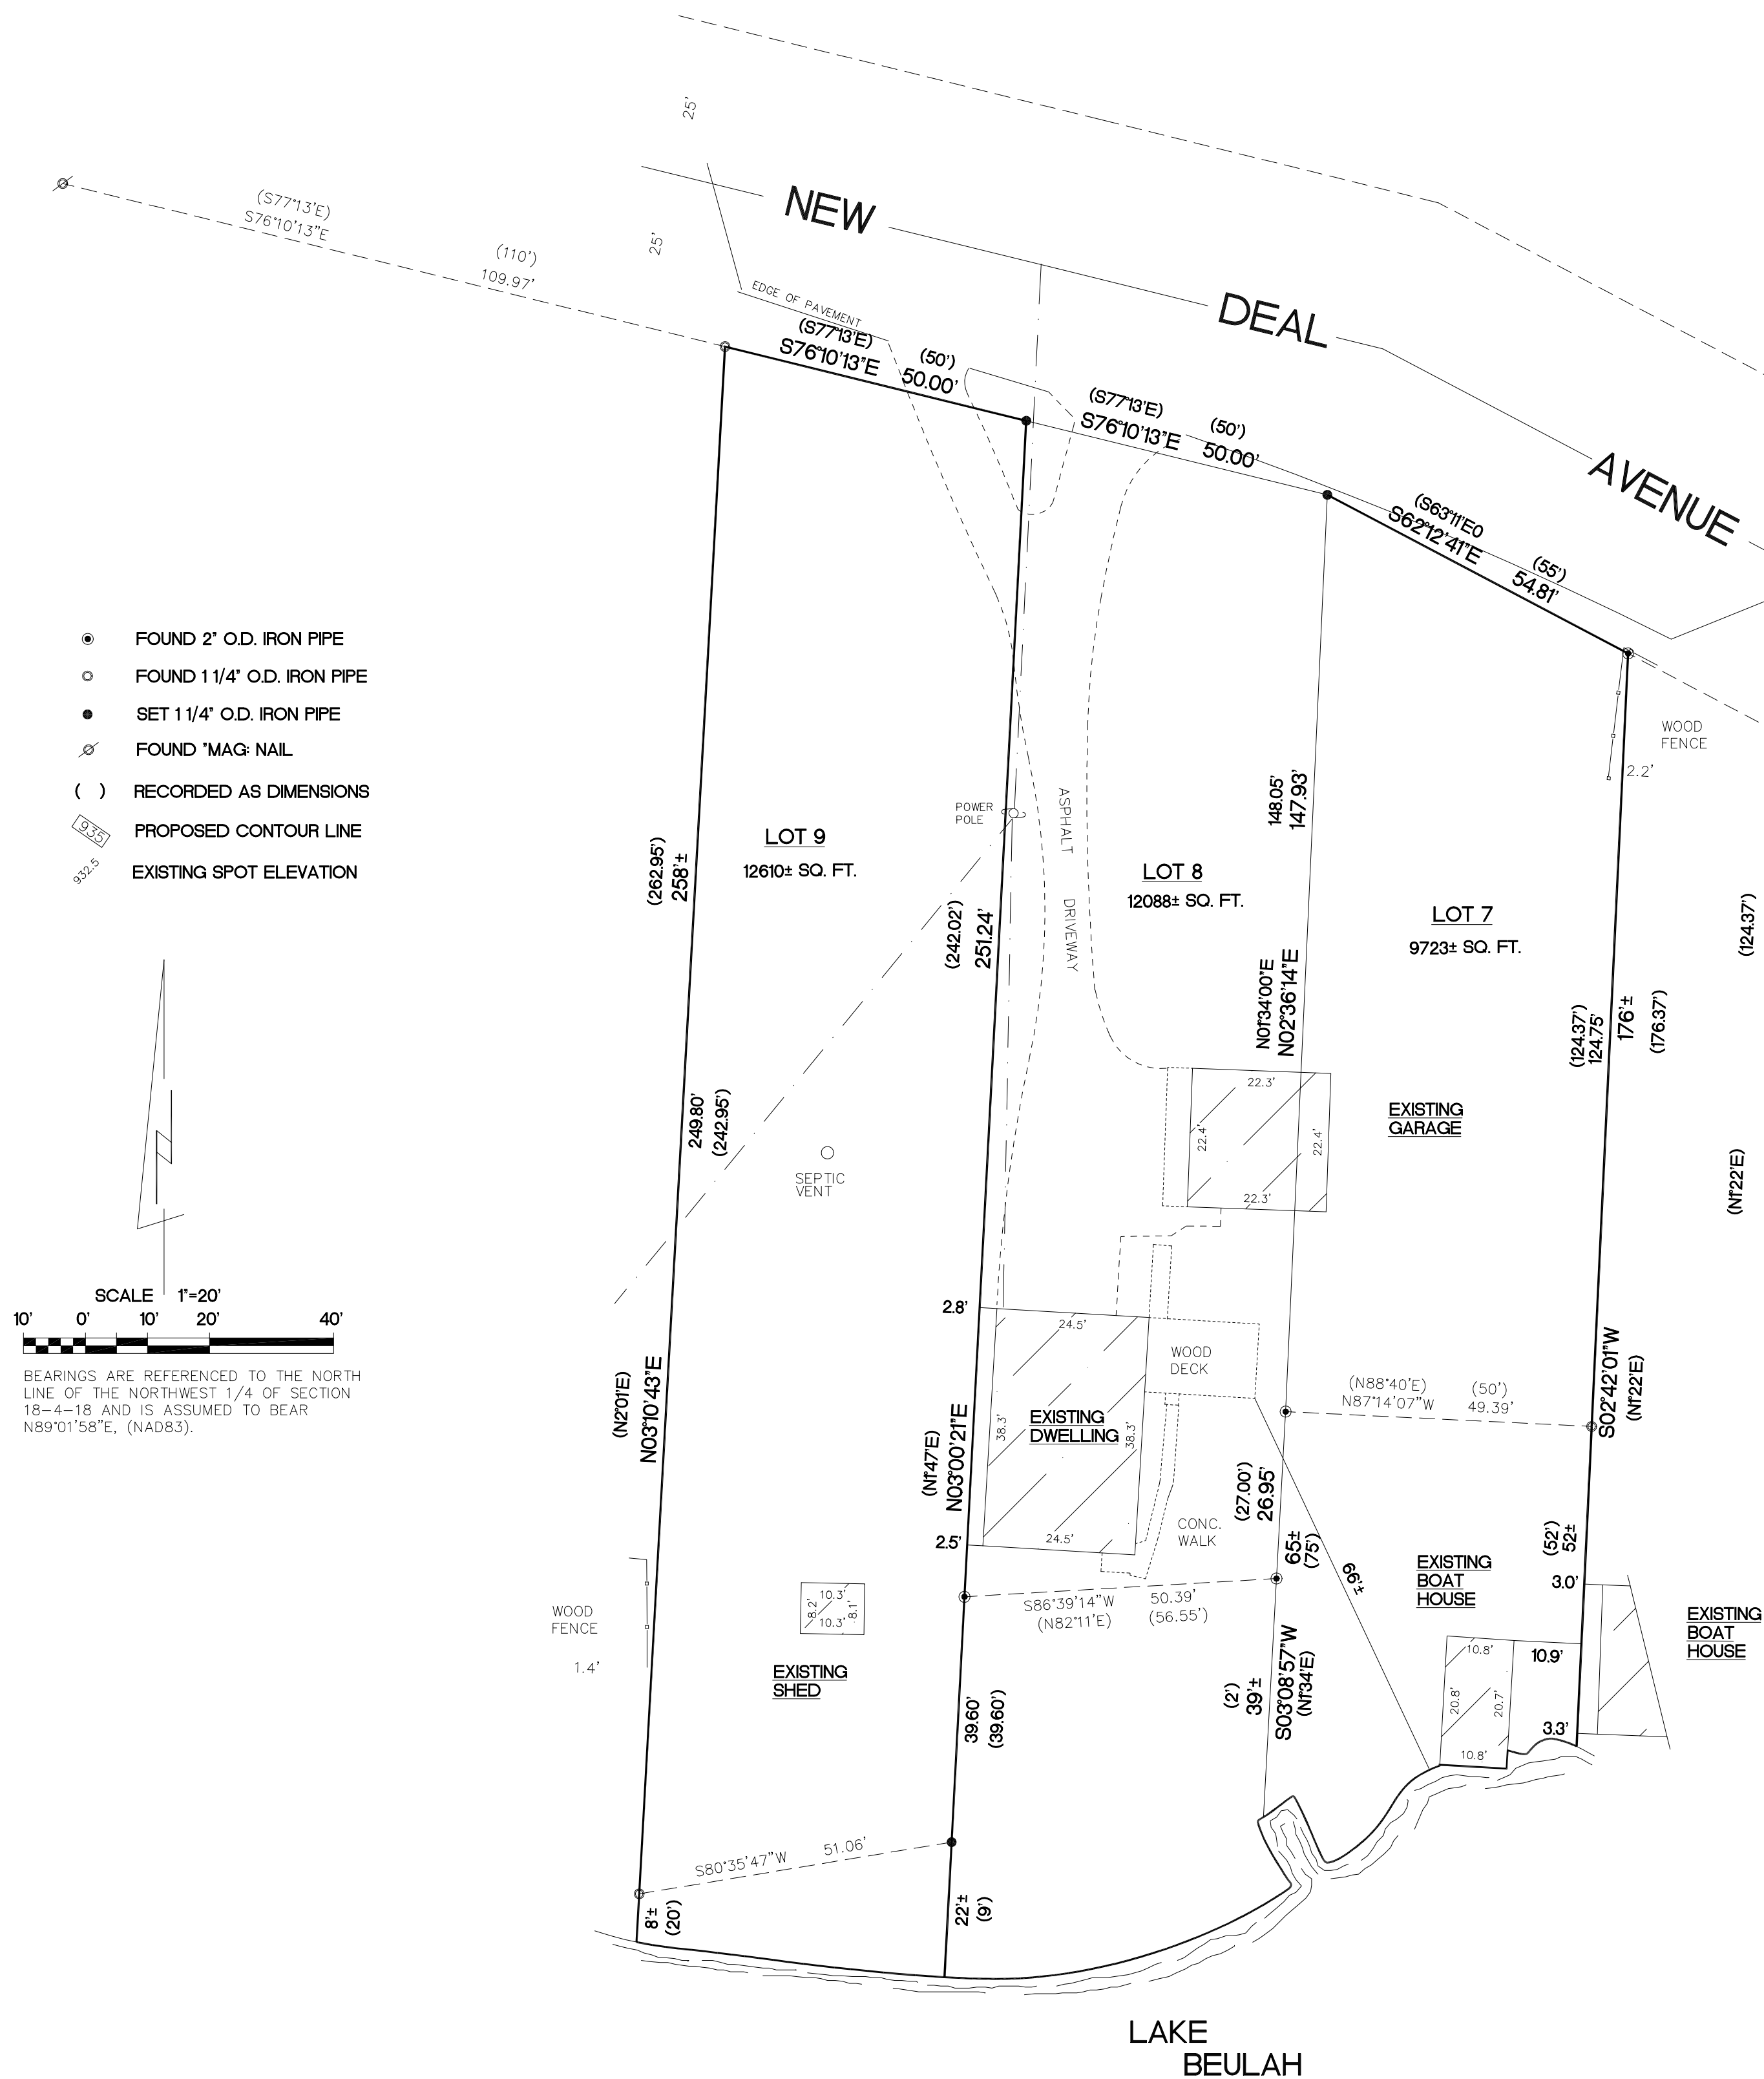 25'
NEW
(S77°13'E)
S76°10'13"E
25'
(110')
109.97'
DEAL
EDGE OF PAVEMENT
(S77°13'E)
S76°10'13"E
(50')
50.00'
(S77°13'E)
S76°10'13"E
(50')
50.00'
AVENUE
(S63°11'E0
S62°12'41"E
(55')
54.81'
FOUND 2" O.D. IRON PIPE
FOUND 1 1/4" O.D. IRON PIPE
SET 1 1/4" O.D. IRON PIPE
FOUND "MAG: NAIL
( ) RECORDED AS DIMENSIONS
935 PROPOSED CONTOUR LINE
932.5 EXISTING SPOT ELEVATION
WOOD
FENCE
2.2'
POWER
POLE
ASPHALT
DRIVEWAY
148.05'
147.93'
LOT 9
12610± SQ. FT.
LOT 8
12088± SQ. FT.
LOT 7
9723± SQ. FT.
(262.95')
258'±
(242.02')
251.24'
(124.37')
N01°34'00"E
N02°36'14"E
(124.37')
124.75'
176'±
(176.37')
249.80'
(242.95')
22.3'
22.4'
22.4'
22.3'
EXISTING
GARAGE
(N1°22'E)
SEPTIC
VENT
SCALE 1"=20'
10' 0' 10' 20' 40'
BEARINGS ARE REFERENCED TO THE NORTH
LINE OF THE NORTHWEST 1/4 OF SECTION
18-4-18 AND IS ASSUMED TO BEAR
N89°01'58"E, (NAD83).
2.8'
24.5'
WOOD
DECK
(N2°01'E)
N03°10'43"E
(N1°47'E)
N03°00'21"E
38.3'
EXISTING
DWELLING
38.3'
(N88°40'E)
N87°14'07"W
(50')
49.39'
S02°42'01"W
(N1°22'E)
2.5'
24.5'
CONC.
WALK
(27.00')
26.95'
65±
(75')
66'±
(52')
52±
EXISTING
BOAT
HOUSE
3.0'
EXISTING
BOAT
HOUSE
WOOD
FENCE
1.4'
10.3'
8.2'
8.1'
10.3'
EXISTING
SHED
S86°39'14"W
(N82°11'E)
50.39'
(56.55')
(2')
39'±
S03°08'57"W
(N1°34'E)
39.60'
(39.60')
10.8'
10.9'
20.8'
20.7'
10.8'
3.3'
S80°35'47"W
51.06'
8'±
(20')
22'±
(9')
LAKE
BEULAH